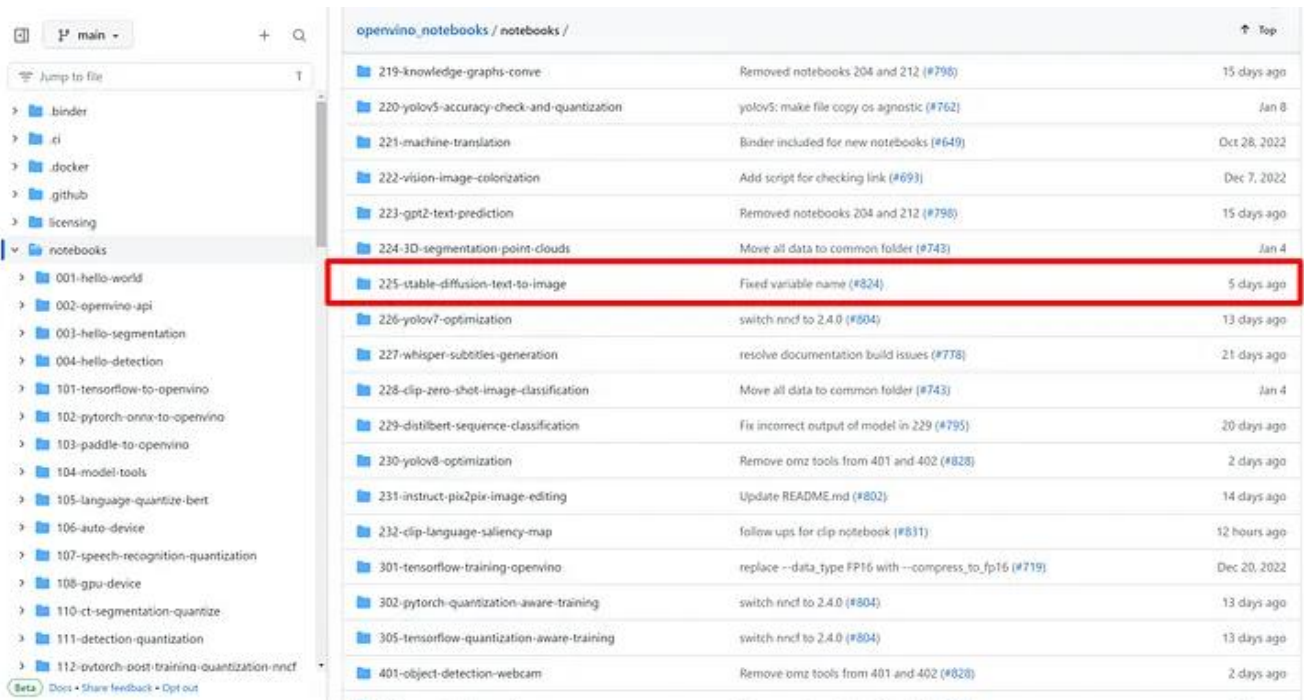 main
Jump to file
T
.binder
.ci
.docker
.github
licensing
notebooks
001-hello-world
002-openvino-api
003-hello-segmentation
004-hello-detection
101-tensorflow-to-openvino
102-pytorch-onnx-to-openvino
103-paddle-to-openvino
104-model-tools
105-language-quantize-bert
106-auto-device
107-speech-recognition-quantization
108-gpu-device
110-ct-segmentation-quantize
111-detection-quantization
112-pytorch-post-training-quantization-nncf
Beta Docs • Share feedback • Opt out
openvino_notebooks / notebooks /
Top
219-knowledge-graphs-conve Removed notebooks 204 and 212 (#798) 15 days ago
220-yolov5-accuracy-check-and-quantization yolov5: make file copy os agnostic (#762) Jan 8
221-machine-translation Binder included for new notebooks (#649) Oct 28, 2022
222-vision-image-colorization Add script for checking link (#693) Dec 7, 2022
223-gpt2-text-prediction Removed notebooks 204 and 212 (#798) 15 days ago
224-3D-segmentation-point-clouds Move all data to common folder (#743) Jan 4
225-stable-diffusion-text-to-image Fixed variable name (#824) 5 days ago
226-yolov7-optimization switch nncf to 2.4.0 (#804) 13 days ago
227-whisper-subtitles-generation resolve documentation build issues (#778) 21 days ago
228-clip-zero-shot-image-classification Move all data to common folder (#743) Jan 4
229-distilbert-sequence-classification Fix incorrect output of model in 229 (#795) 20 days ago
230-yolov8-optimization Remove omz tools from 401 and 402 (#828) 2 days ago
231-instruct-pix2pix-image-editing Update README.md (#802) 14 days ago
232-clip-language-saliency-map follow ups for clip notebook (#831) 12 hours ago
301-tensorflow-training-openvino replace --data_type FP16 with --compress_to_fp16 (#719) Dec 20, 2022
302-pytorch-quantization-aware-training switch nncf to 2.4.0 (#804) 13 days ago
305-tensorflow-quantization-aware-training switch nncf to 2.4.0 (#804) 13 days ago
401-object-detection-webcam Remove omz tools from 401 and 402 (#828) 2 days ago